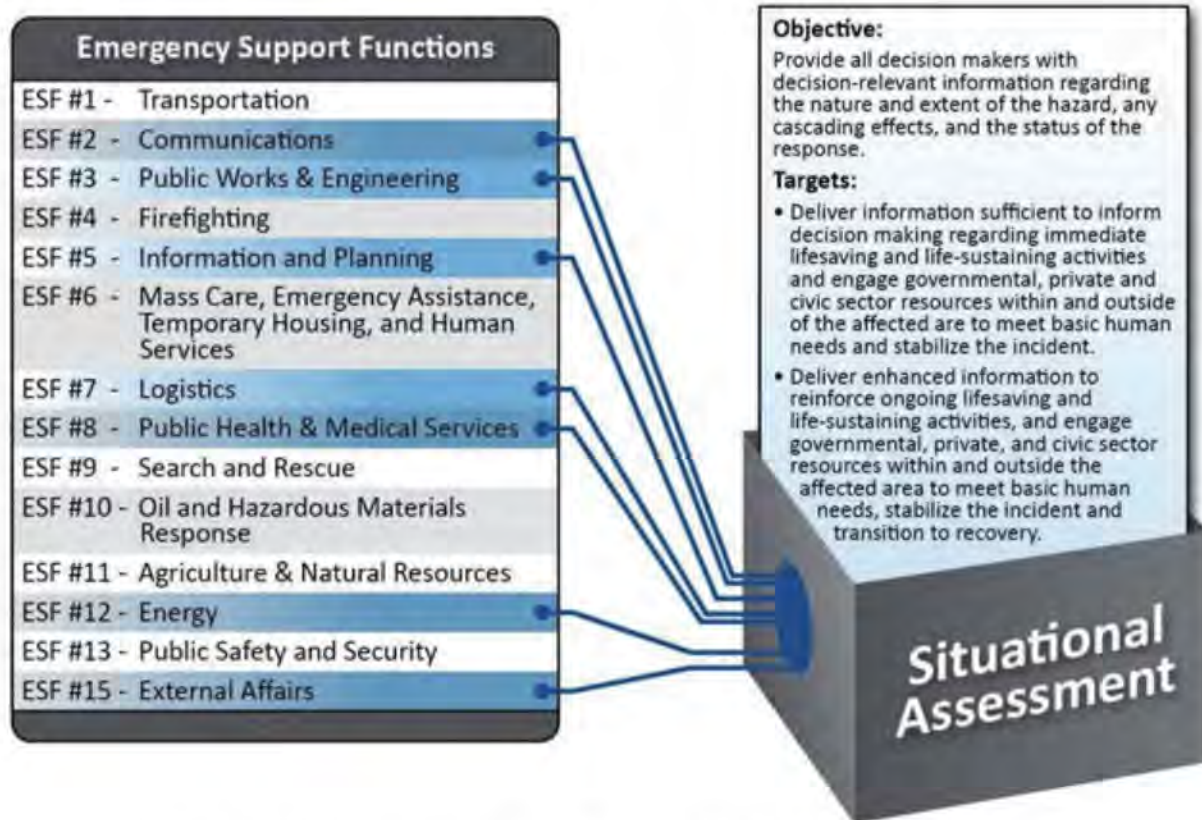 Emergency Support Functions
ESF #1 - Transportation
ESF #2 - Communications
ESF #3 - Public Works & Engineering
ESF #4 - Firefighting
ESF #5 - Information and Planning
ESF #6 - Mass Care, Emergency Assistance,
Temporary Housing, and Human
Services
ESF #7 - Logistics
ESF #8 - Public Health & Medical Services
ESF #9 - Search and Rescue
ESF #10 - Oil and Hazardous Materials
Response
ESF #11 - Agriculture & Natural Resources
ESF #12 - Energy
ESF #13 - Public Safety and Security
ESF #15 - External Affairs
Objective:
Provide all decision makers with
decision-relevant information regarding
the nature and extent of the hazard, any
cascading effects, and the status of the
response.
Targets:
• Deliver information sufficient to inform
decision making regarding immediate
lifesaving and life-sustaining activities
and engage governmental, private and
civic sector resources within and outside
of the affected are to meet basic human
needs and stabilize the incident.
• Deliver enhanced information to
reinforce ongoing lifesaving and
life-sustaining activities, and engage
governmental, private, and civic sector
resources within and outside the
affected area to meet basic human
needs, stabilize the incident and
transition to recovery.
Situational
Assessment